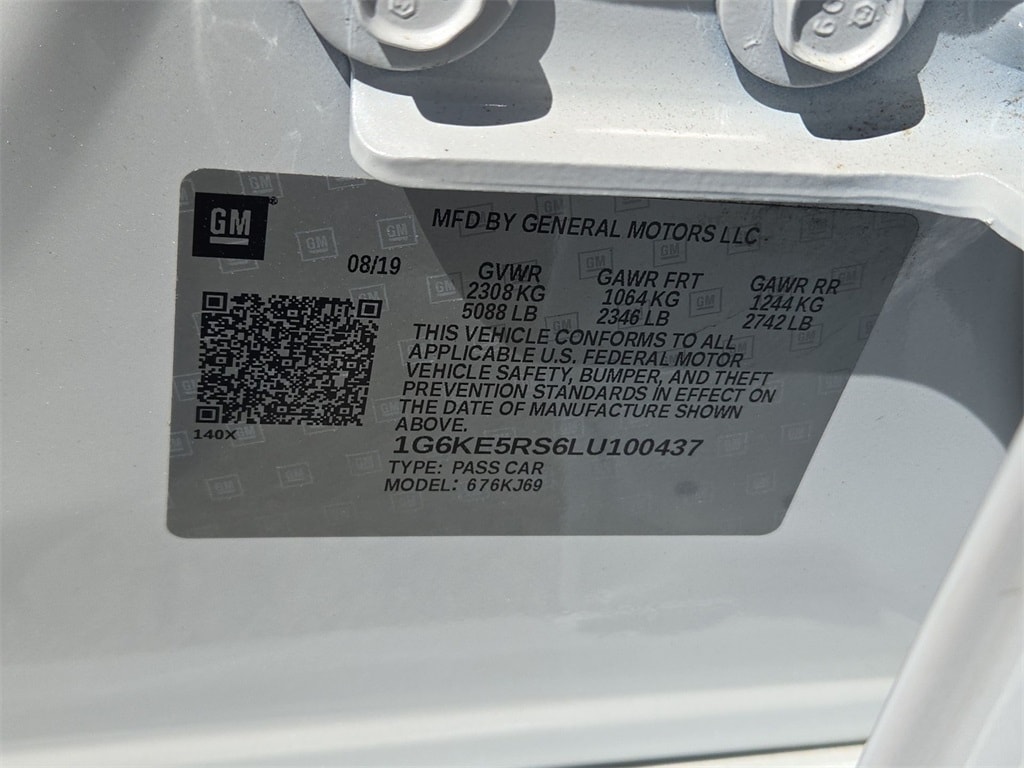 GM®
MFD BY GENERAL MOTORS LLC
08/19
GVWR
2308 KG
5088 LB
GAWR FRT
1064 KG
2346 LB
GAWR RR
1244 KG
2742 LB
THIS VEHICLE CONFORMS TO ALL
APPLICABLE U.S. FEDERAL MOTOR
VEHICLE SAFETY, BUMPER, AND THEFT
PREVENTION STANDARDS IN EFFECT ON
THE DATE OF MANUFACTURE SHOWN
ABOVE.
140X
1G6KE5RS6LU100437
TYPE: PASS CAR
MODEL: 676KJ69